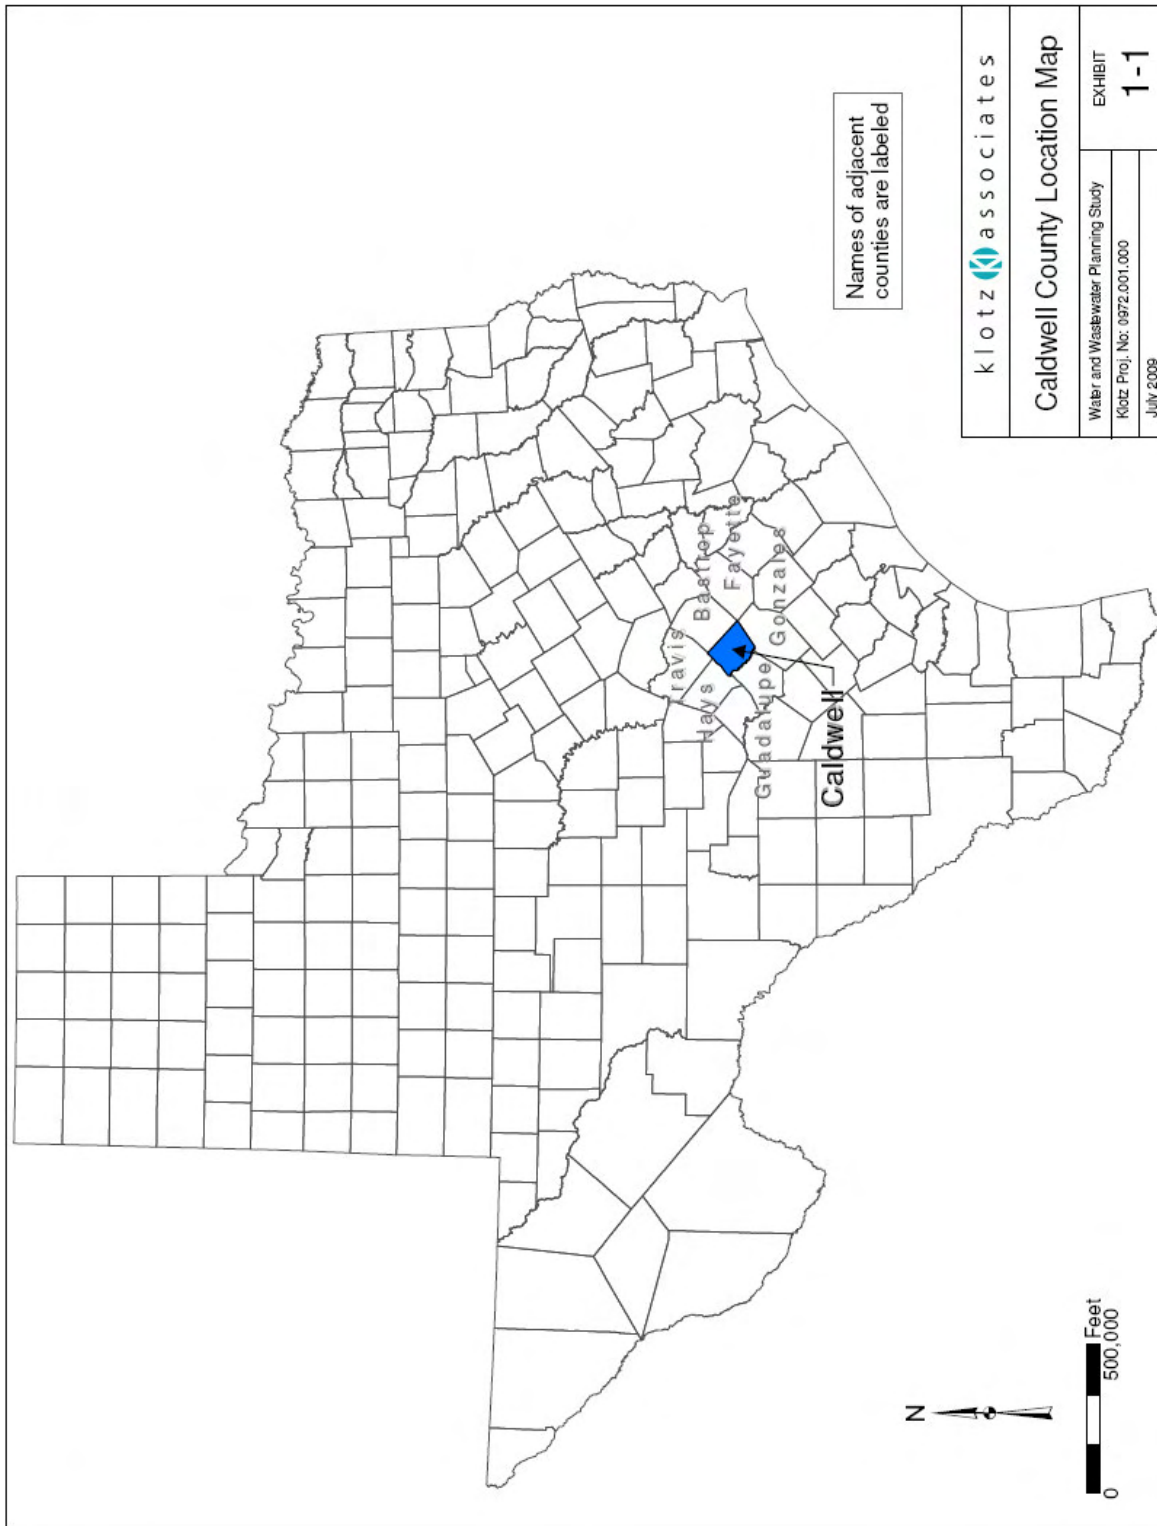 Travis
Hays
Bastrop
Fayette
Guadalupe
Gonzales
Caldwell
Names of adjacent
counties are labeled
N
0
500,000
Feet
klotz associates
Caldwell County Location Map
Water and Wastewater Planning Study
Klotz Proj. No: 0972.001.000
July 2009
EXHIBIT
1-1